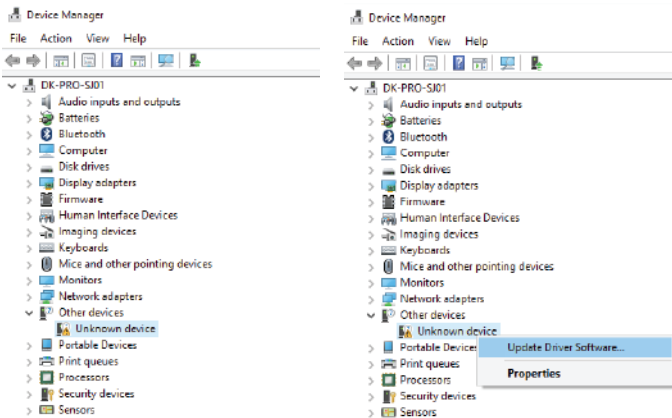 Device Manager
File Action View Help
DK-PRO-SJ01
Audio inputs and outputs
Batteries
Bluetooth
Computer
Disk drives
Display adapters
Firmware
Human Interface Devices
Imaging devices
Keyboards
Mice and other pointing devices
Monitors
Network adapters
Other devices
Unknown device
Portable Devices
Print queues
Processors
Security devices
Sensors
Device Manager
File Action View Help
DK-PRO-SJ01
Audio inputs and outputs
Batteries
Bluetooth
Computer
Disk drives
Display adapters
Firmware
Human Interface Devices
Imaging devices
Keyboards
Mice and other pointing devices
Monitors
Network adapters
Other devices
Unknown device
Portable Devices
Update Driver Software...
Print queues
Properties
Processors
Security devices
Sensors